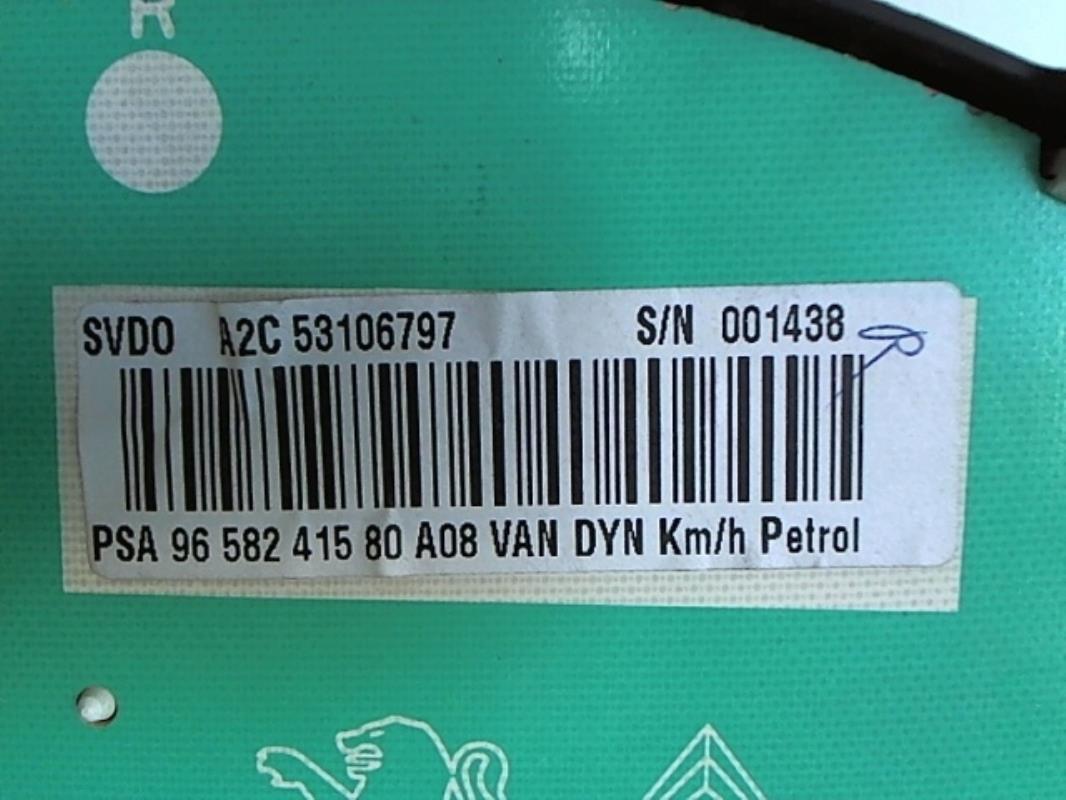 R
SVDO A2C 53106797 S/N 001438
PSA 96 582 415 80 A08 VAN DYN Km/h Petrol